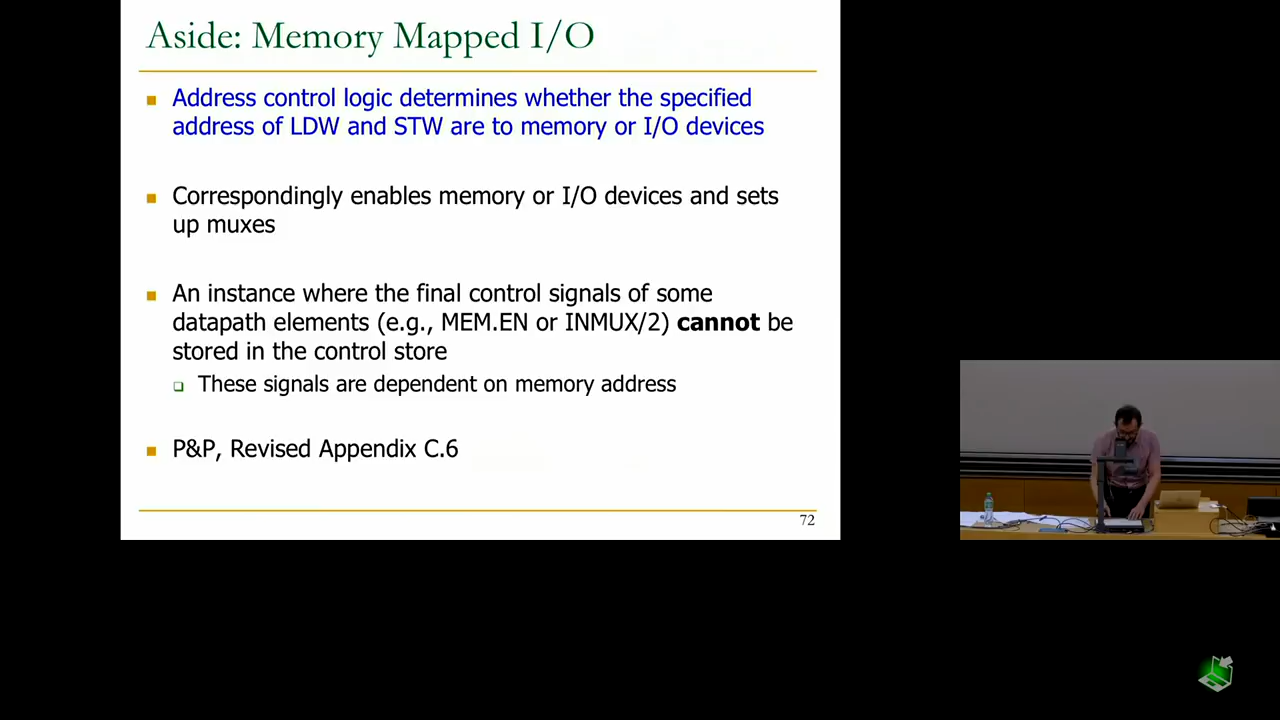 Aside: Memory Mapped I/O
Address control logic determines whether the specified
address of LDW and STW are to memory or I/O devices
Correspondingly enables memory or I/O devices and sets
up muxes
An instance where the final control signals of some
datapath elements (e.g., MEM.EN or INMUX/2) cannot be
stored in the control store
These signals are dependent on memory address
P&P, Revised Appendix C.6
72